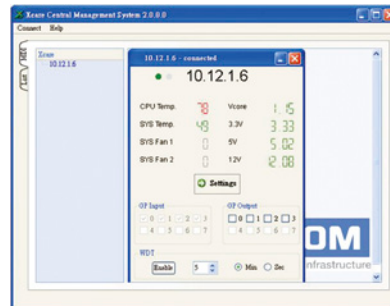 Xcare Central Management System 2.0.0.0
Connect Help
Xcare
10.12.1.6
10.12.1.6 - connected
10.12.1.6
CPU Temp. 78 Vcore 1.15
SYS Temp. 49 3.3V 3.33
SYS Fan 1 0 5V 5.02
SYS Fan 2 0 12V 12.08
Settings
GP Input GP Output
0 1 2 3 0 1 2 3
4 5 6 7 4 5 6 7
WDT
Enable 5 Min Sec
OM
nfrastructure